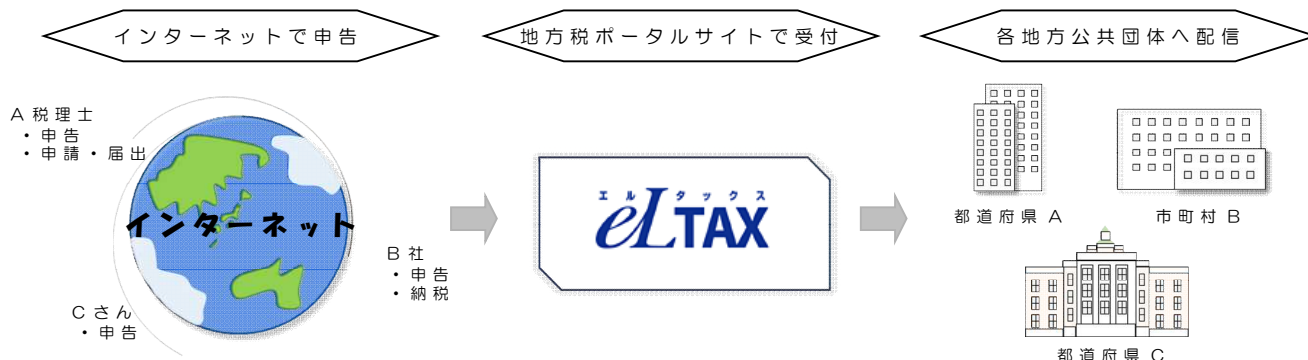 インターネットで申告
地方税ポータルサイトで受付
各地方公共団体へ配信
A税理士
・申告
・申請・届出
インターネット
B社
・申告
・納税
Cさん
・申告
エルタックス
eLTAX
都道府県 A
市町村 B
都道府県 C